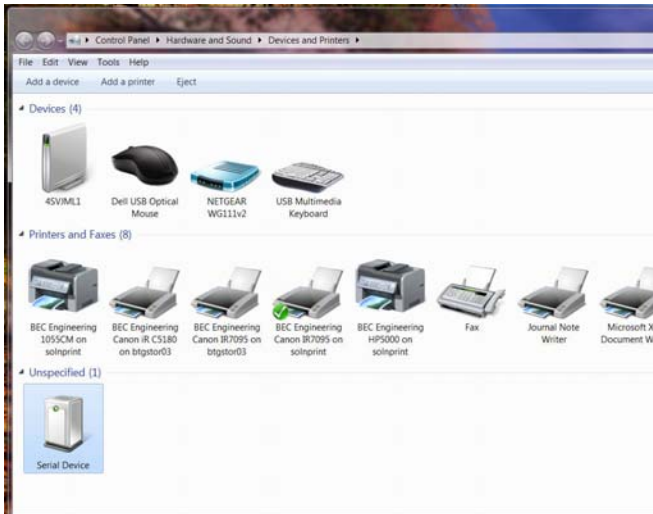 Control Panel ▸ Hardware and Sound ▸ Devices and Printers ▸
File Edit View Tools Help
Add a device Add a printer Eject
Devices (4)
4SVJML1
Dell USB Optical
Mouse
NETGEAR
WG111v2
USB Multimedia
Keyboard
Printers and Faxes (8)
BEC Engineering
1055CM on
solnprint
BEC Engineering
Canon iR C5180
on btgstor03
BEC Engineering
Canon IR7095 on
btgstor03
BEC Engineering
Canon IR7095 on
solnprint
BEC Engineering
HP5000 on
solnprint
Fax
Journal Note
Writer
Microsoft X
Document W
Unspecified (1)
Serial Device